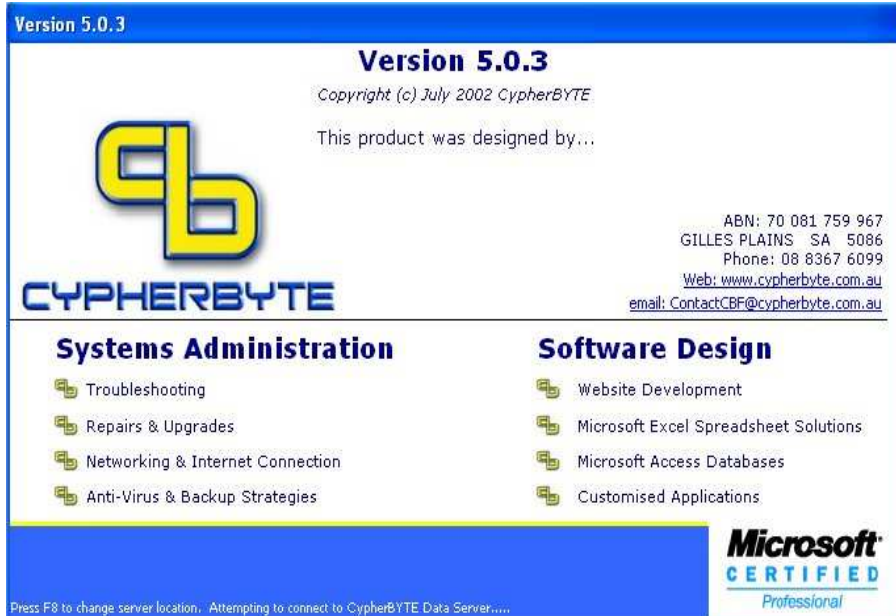 Version 5.0.3
Version 5.0.3
Copyright (c) July 2002 CypherBYTE
This product was designed by...
CYPHERBYTE
ABN: 70 081 759 967
GILLES PLAINS SA 5086
Phone: 08 8367 6099
Web: www.cypherbyte.com.au
email: ContactCBF@cypherbyte.com.au
Systems Administration
Troubleshooting
Repairs & Upgrades
Networking & Internet Connection
Anti-Virus & Backup Strategies
Software Design
Website Development
Microsoft Excel Spreadsheet Solutions
Microsoft Access Databases
Customised Applications
Microsoft
CERTIFIED
Professional
Press F8 to change server location. Attempting to connect to CypherBYTE Data Server.....